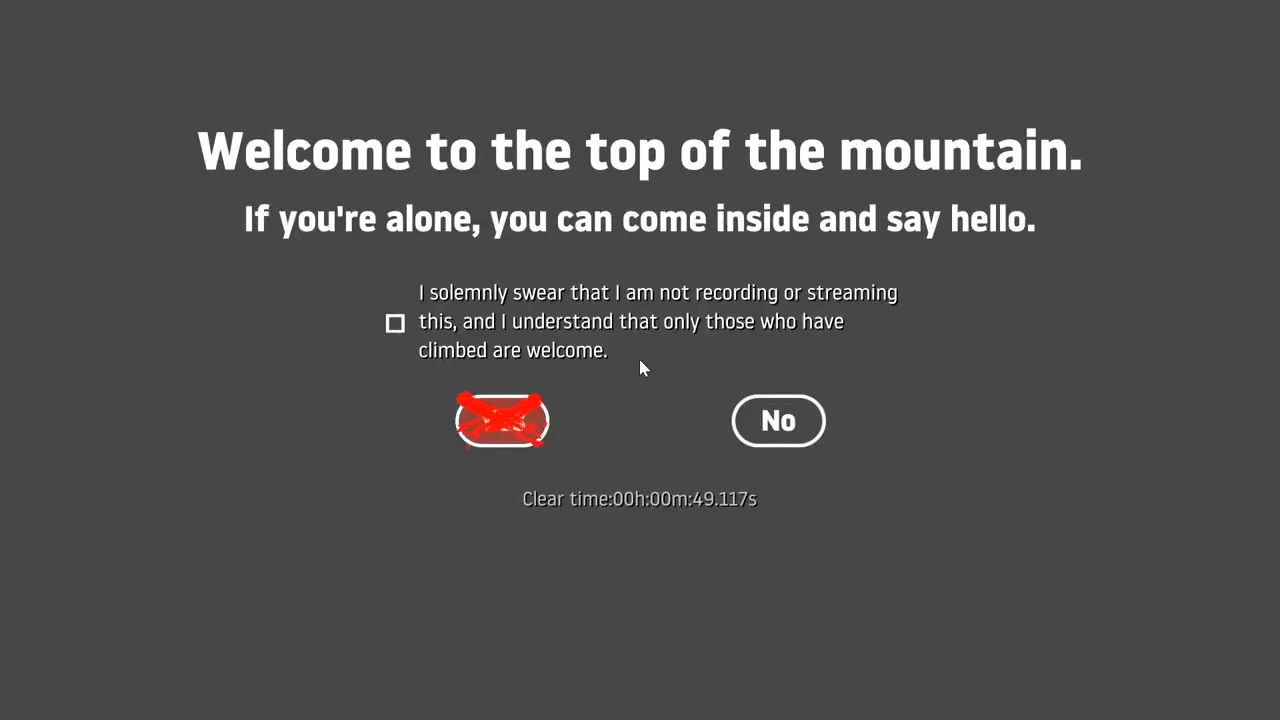 Welcome to the top of the mountain.
If you're alone, you can come inside and say hello.
I solemnly swear that I am not recording or streaming
this, and I understand that only those who have
climbed are welcome.
No
Clear time:00h:00m:49.117s